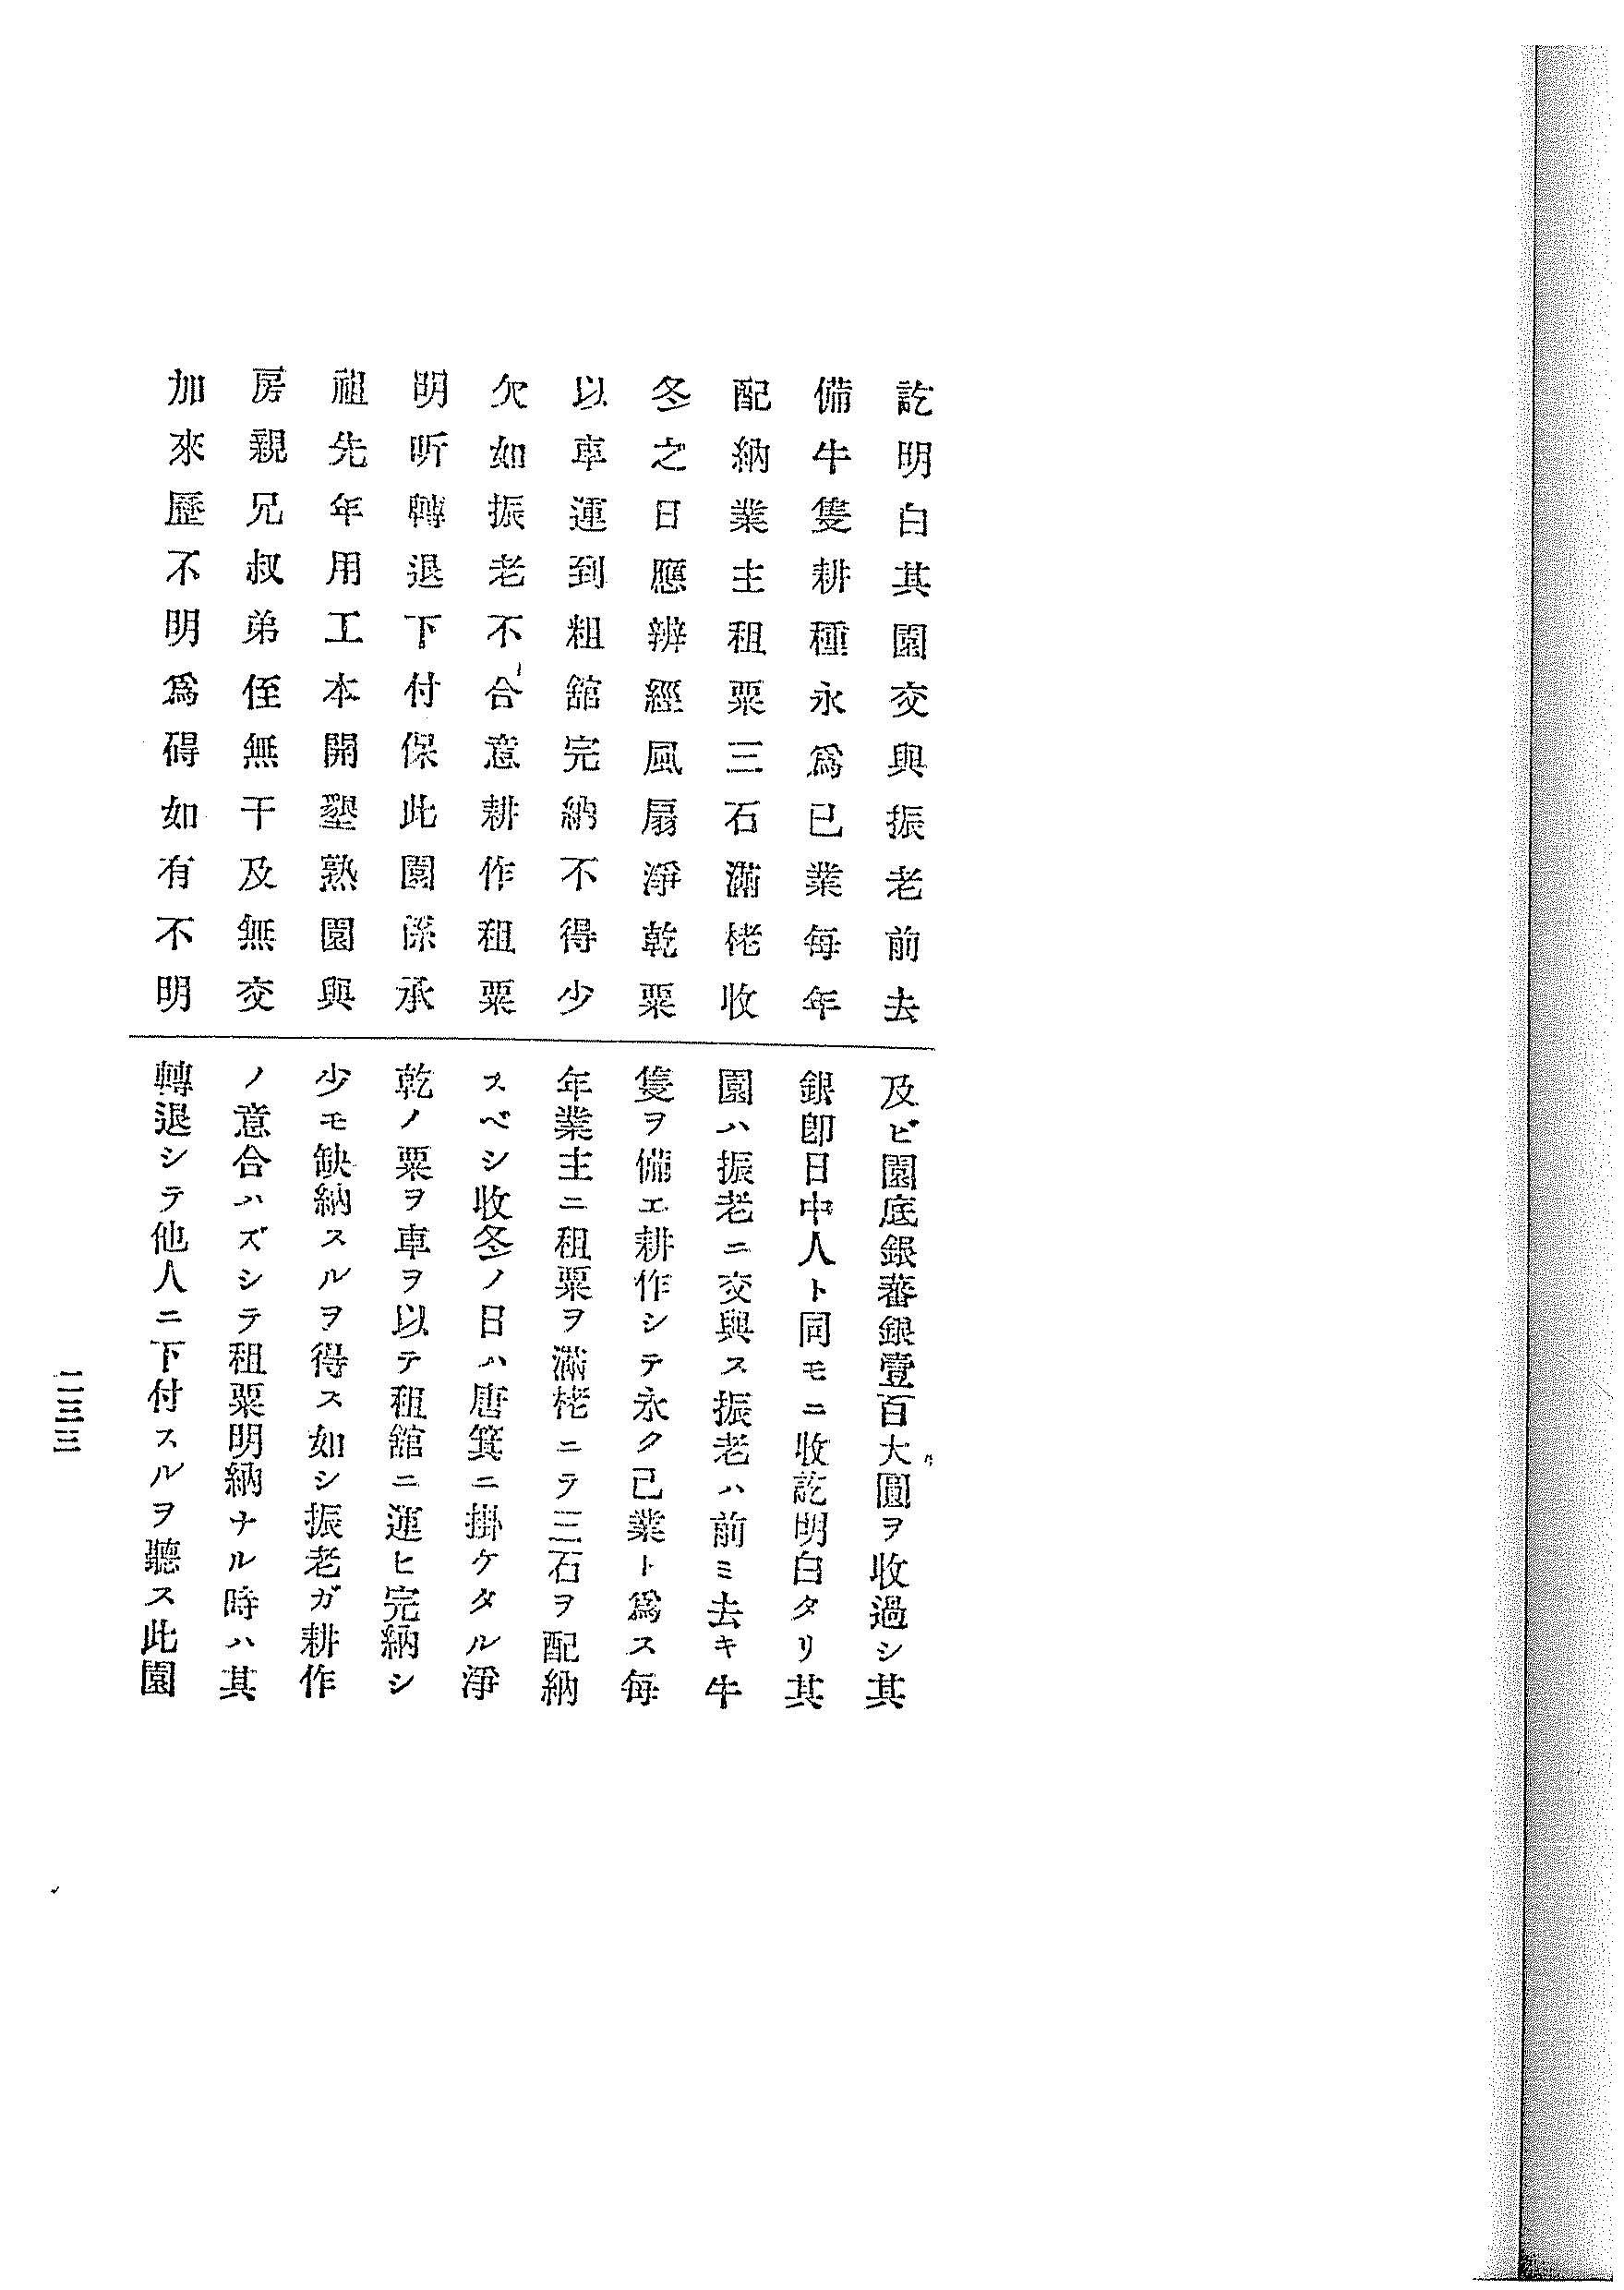 訖明白其園交與振老前去
備牛隻耕種永為已業每年
配納業主租粟三石滿栳收
冬之日應辨經風扇淨乾粟
以車運到粗舘完納不得少
欠如振老不合意耕作租粟
明听轉退下付保此園係承
祖先年用工本開墾熟園與
房親兄叔弟侄無干及無交
加來歷不明爲碍如有不明
及ビ園底銀蕃銀壹百大圓ヲ收過シ其
銀卽日中人ト同モニ收訖明白タリ其
園ハ振老ニ交與ス振老ハ前ミ去キ牛
隻ヲ備エ耕作シテ永ク已業ト爲ス每
年業主ニ租粟ヲ滿栳ニテ三石ヲ配納
スベシ收冬ノ日ハ唐箕ニ掛ケタル淨
乾ノ粟ヲ車ヲ以テ租舘ニ運ヒ完納シ
少モ缺納スルヲ得ス如シ振老ガ耕作
ノ意合ハズシテ租粟明納ナル時ハ其
轉退シテ他人ニ下付スルヲ聽ス此園
二三三